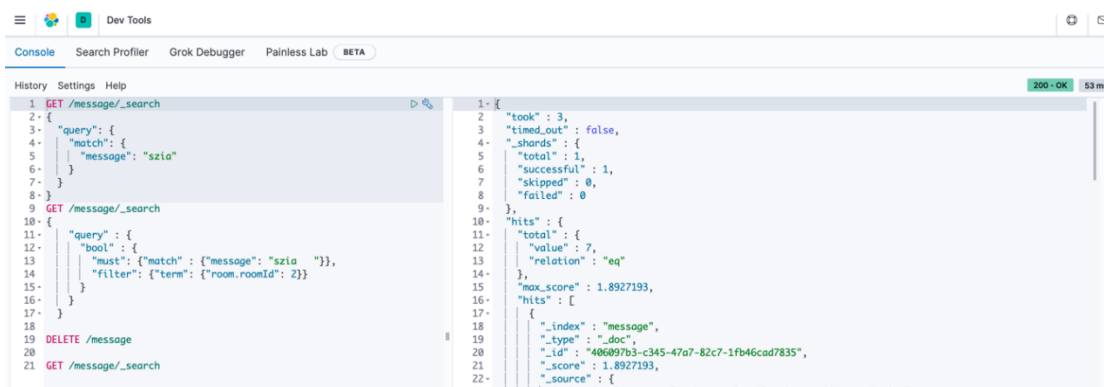 D Dev Tools
Console Search Profiler Grok Debugger Painless Lab BETA
History Settings Help
200 - OK 53 m
1 GET /message/_search
2 {
3 "query": {
4 "match": {
5 "message": "szia"
6 }
7 }
8 }
9 GET /message/_search
10 {
11 "query" : {
12 "bool" : {
13 "must": {"match" : {"message": "szia   "}},
14 "filter": {"term": {"room.roomId": 2}}
15 }
16 }
17 }
18
19 DELETE /message
20
21 GET /message/_search
1 {
2 "took" : 3,
3 "timed_out" : false,
4 "_shards" : {
5 "total" : 1,
6 "successful" : 1,
7 "skipped" : 0,
8 "failed" : 0
9 },
10 "hits" : {
11 "total" : {
12 "value" : 7,
13 "relation" : "eq"
14 },
15 "max_score" : 1.8927193,
16 "hits" : [
17 {
18 "_index" : "message",
19 "_type" : "_doc",
20 "_id" : "406097b3-c345-47a7-82c7-1fb46cad7835",
21 "_score" : 1.8927193,
22 "_source" : {